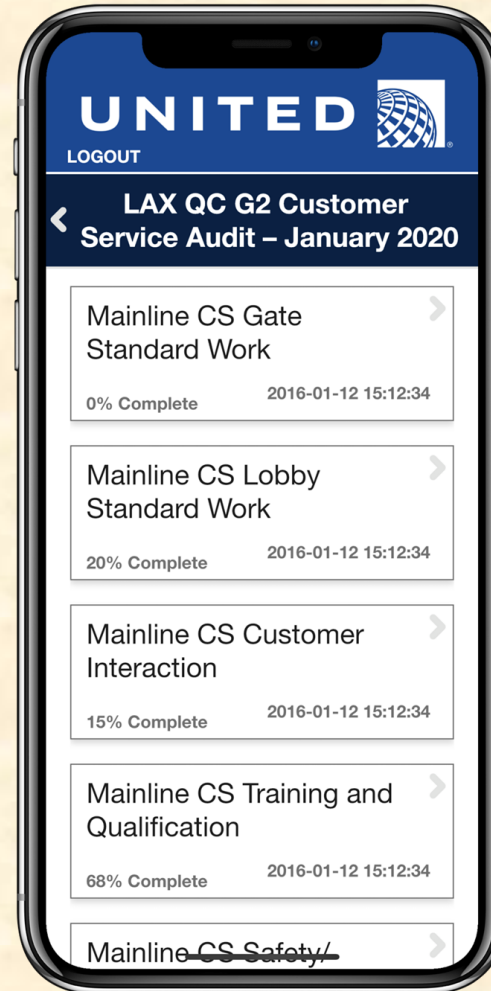 UNITED
LOGOUT
LAX QC G2 Customer
Service Audit – January 2020
Mainline CS Gate
Standard Work
0% Complete
2016-01-12 15:12:34
Mainline CS Lobby
Standard Work
20% Complete
2016-01-12 15:12:34
Mainline CS Customer
Interaction
15% Complete
2016-01-12 15:12:34
Mainline CS Training and
Qualification
68% Complete
2016-01-12 15:12:34
Mainline CS Safety/